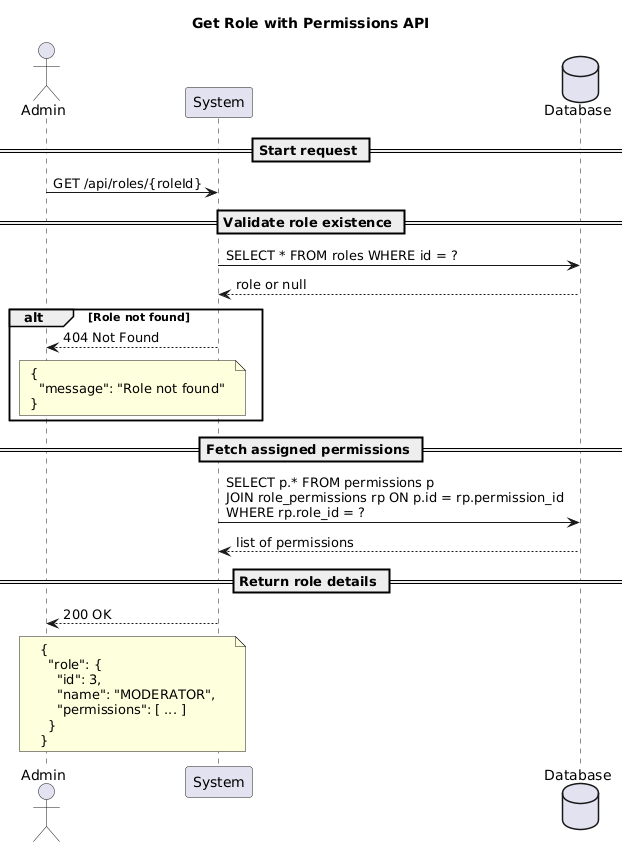 Get Role with Permissions API
Admin
System
Database
Start request
GET /api/roles/{roleId}
Validate role existence
SELECT * FROM roles WHERE id = ?
role or null
alt
[Role not found]
404 Not Found
{
"message": "Role not found"
}
Fetch assigned permissions
SELECT p.* FROM permissions p
JOIN role_permissions rp ON p.id = rp.permission_id
WHERE rp.role_id = ?
list of permissions
Return role details
200 OK
{
"role": {
"id": 3,
"name": "MODERATOR",
"permissions": [ ... ]
}
}
Admin
System
Database